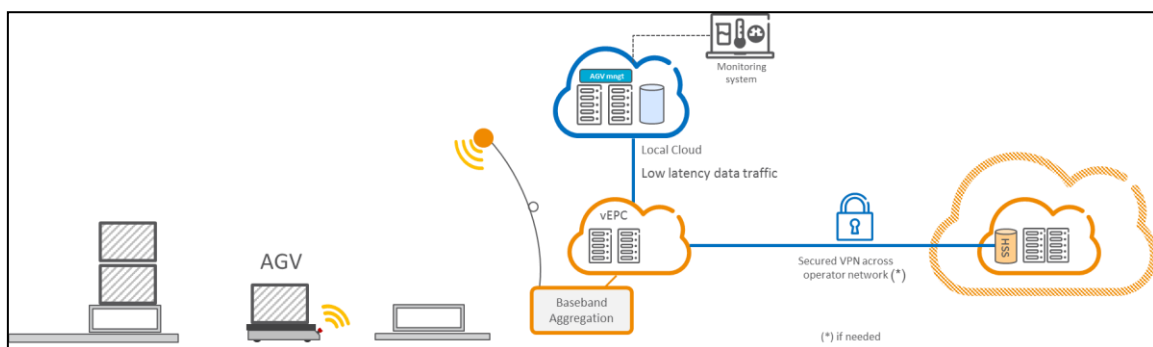 AGV mngt
Monitoring
system
Local Cloud
Low latency data traffic
vEPC
AGV
HSS
Secured VPN across
operator network (*)
Baseband
Aggregation
(*) if needed